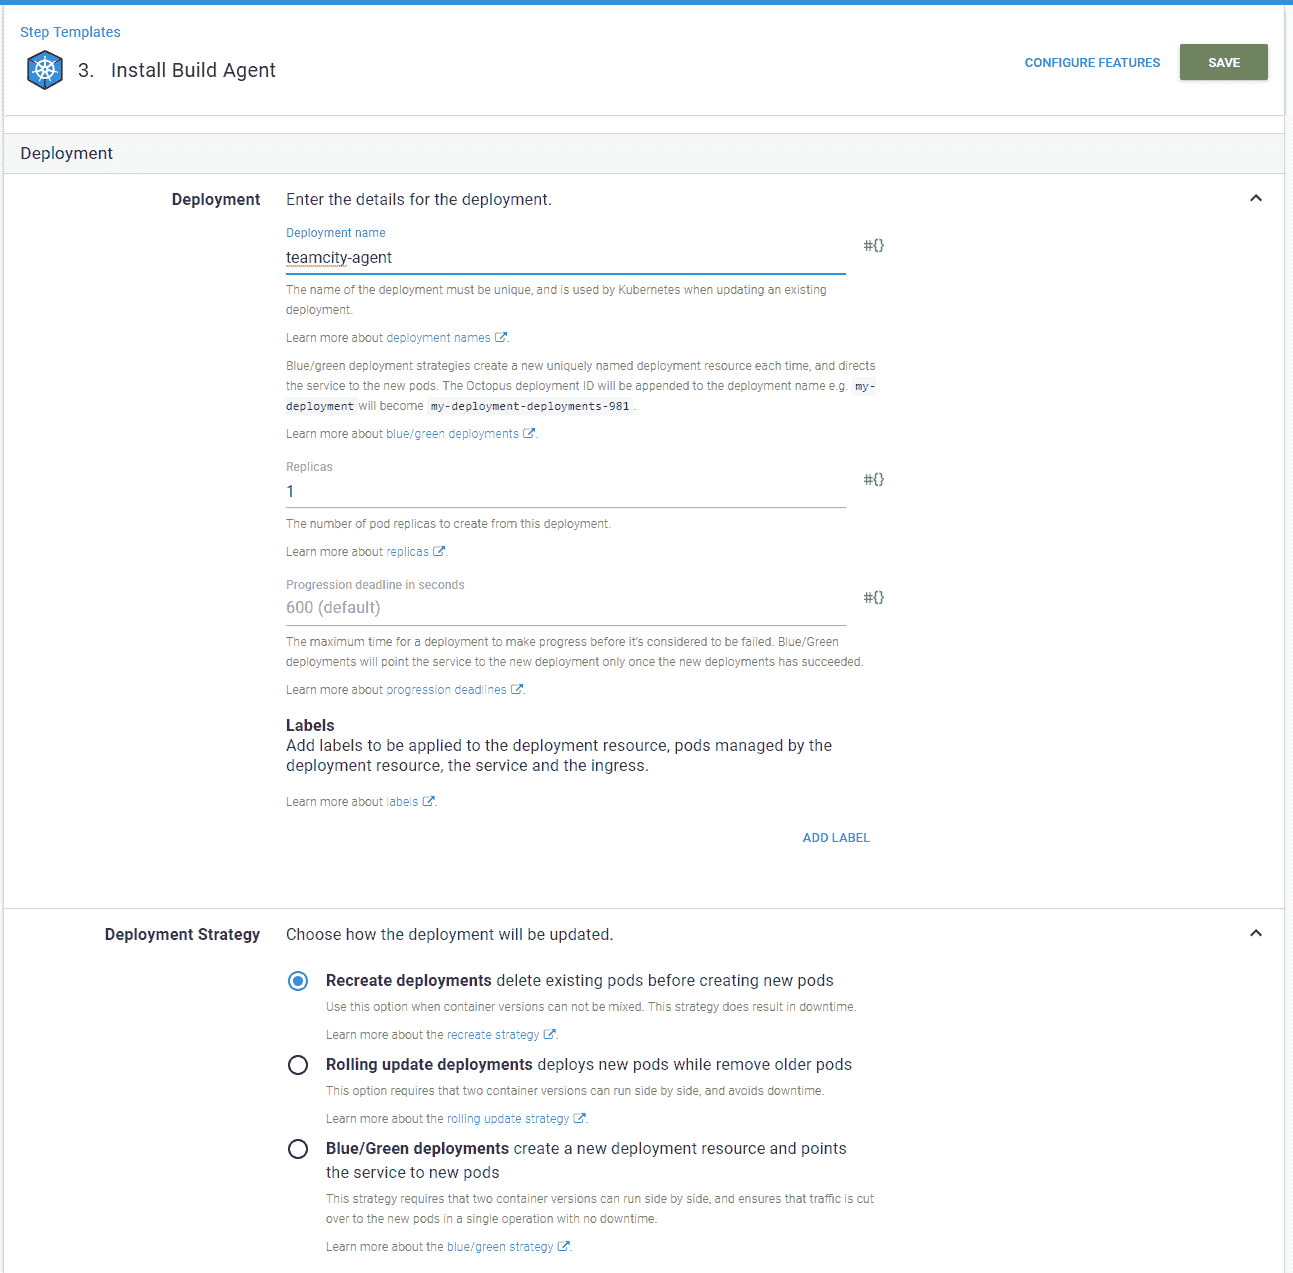 Step Templates
3. Install Build Agent
CONFIGURE FEATURES
SAVE
Deployment
Deployment
Enter the details for the deployment.
Deployment name
teamcity-agent
#{}
The name of the deployment must be unique, and is used by Kubernetes when updating an existing
deployment.
Learn more about deployment names.
Blue/green deployment strategies create a new uniquely named deployment resource each time, and directs
the service to the new pods. The Octopus deployment ID will be appended to the deployment name e.g. my-
deployment will become my-deployment-deployments-981.
Learn more about blue/green deployments.
Replicas
1
#{}
The number of pod replicas to create from this deployment.
Learn more about replicas.
Progression deadline in seconds
600 (default)
#{}
The maximum time for a deployment to make progress before it's considered to be failed. Blue/Green
deployments will point the service to the new deployment only once the new deployments has succeeded.
Learn more about progression deadlines.
Labels
Add labels to be applied to the deployment resource, pods managed by the
deployment resource, the service and the ingress.
Learn more about labels.
ADD LABEL
Deployment Strategy
Choose how the deployment will be updated.
Recreate deployments delete existing pods before creating new pods
Use this option when container versions can not be mixed. This strategy does result in downtime.
Learn more about the recreate strategy.
Rolling update deployments deploys new pods while remove older pods
This option requires that two container versions can run side by side, and avoids downtime.
Learn more about the rolling update strategy.
Blue/Green deployments create a new deployment resource and points
the service to new pods
This strategy requires that two container versions can run side by side, and ensures that traffic is cut
over to the new pods in a single operation with no downtime.
Learn more about the blue/green strategy.